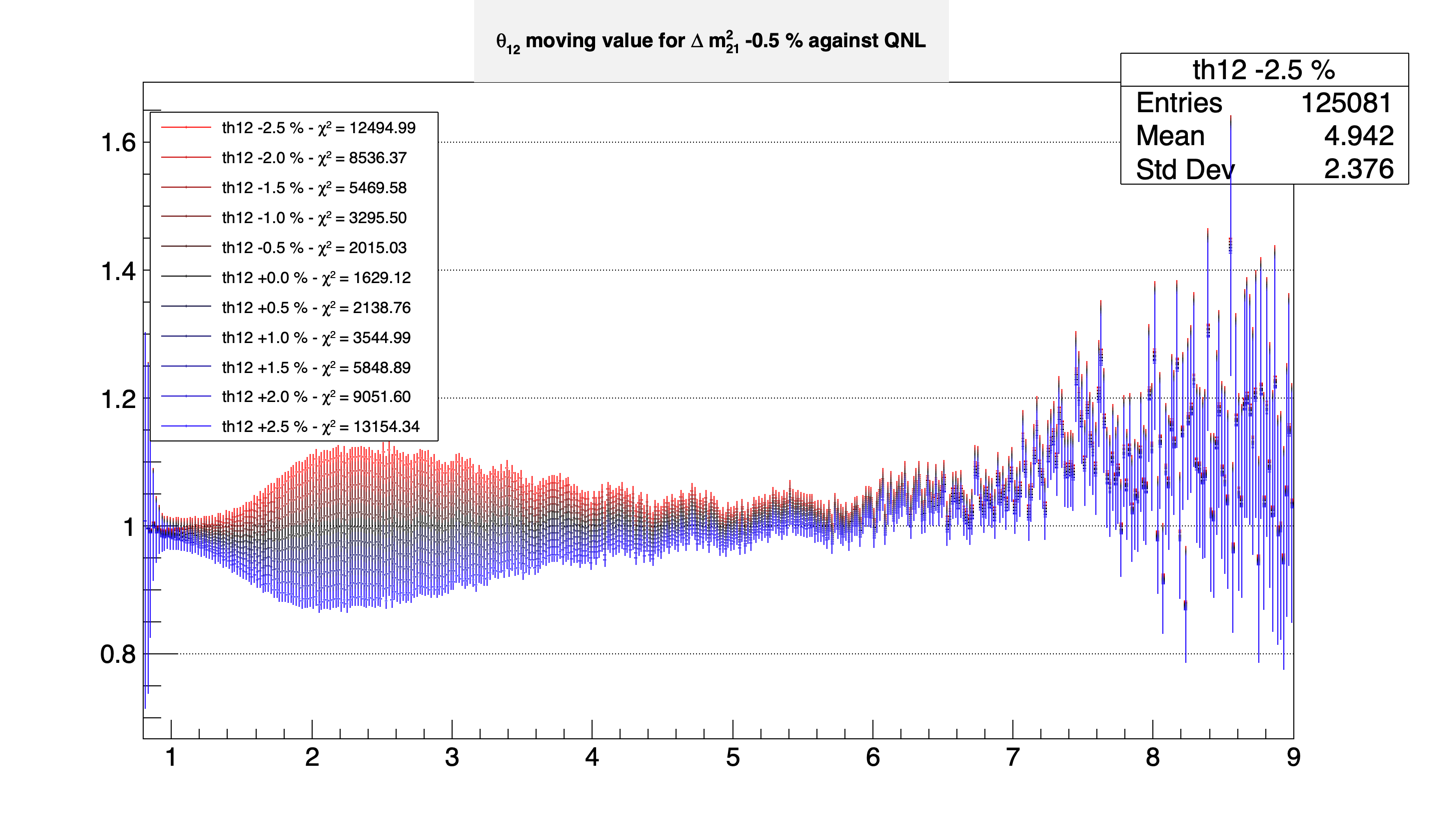 θ12 moving value for Δ m²21 -0.5 % against QNL
th12 -2.5 %
Entries 125081
Mean 4.942
Std Dev 2.376
th12 -2.5 % - χ² = 12494.99
th12 -2.0 % - χ² = 8536.37
th12 -1.5 % - χ² = 5469.58
th12 -1.0 % - χ² = 3295.50
th12 -0.5 % - χ² = 2015.03
th12 +0.0 % - χ² = 1629.12
th12 +0.5 % - χ² = 2138.76
th12 +1.0 % - χ² = 3544.99
th12 +1.5 % - χ² = 5848.89
th12 +2.0 % - χ² = 9051.60
th12 +2.5 % - χ² = 13154.34
1.6
1.4
1.2
1
0.8
1 2 3 4 5 6 7 8 9